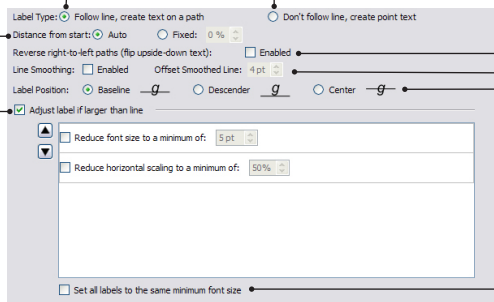 Label Type: Follow line, create text on a path Don't follow line, create point text
Distance from start: Auto Fixed: 0 %
Reverse right-to-left paths (flip upside-down text): Enabled
Line Smoothing: Enabled Offset Smoothed Line: 4 pt
Label Position: Baseline g Descender g Center g
Adjust label if larger than line
Reduce font size to a minimum of: 5 pt
Reduce horizontal scaling to a minimum of: 50%
Set all labels to the same minimum font size